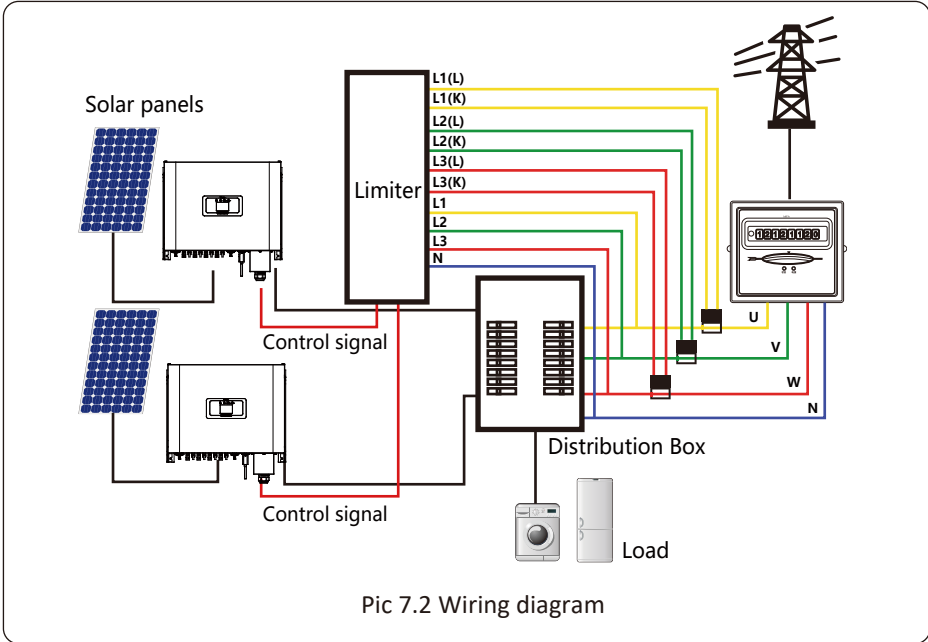 Solar panels
Limiter
L1(L)
L1(K)
L2(L)
L2(K)
L3(L)
L3(K)
L1
L2
L3
N
12121120
U
V
W
N
Control signal
Distribution Box
Control signal
Load
Pic 7.2 Wiring diagram